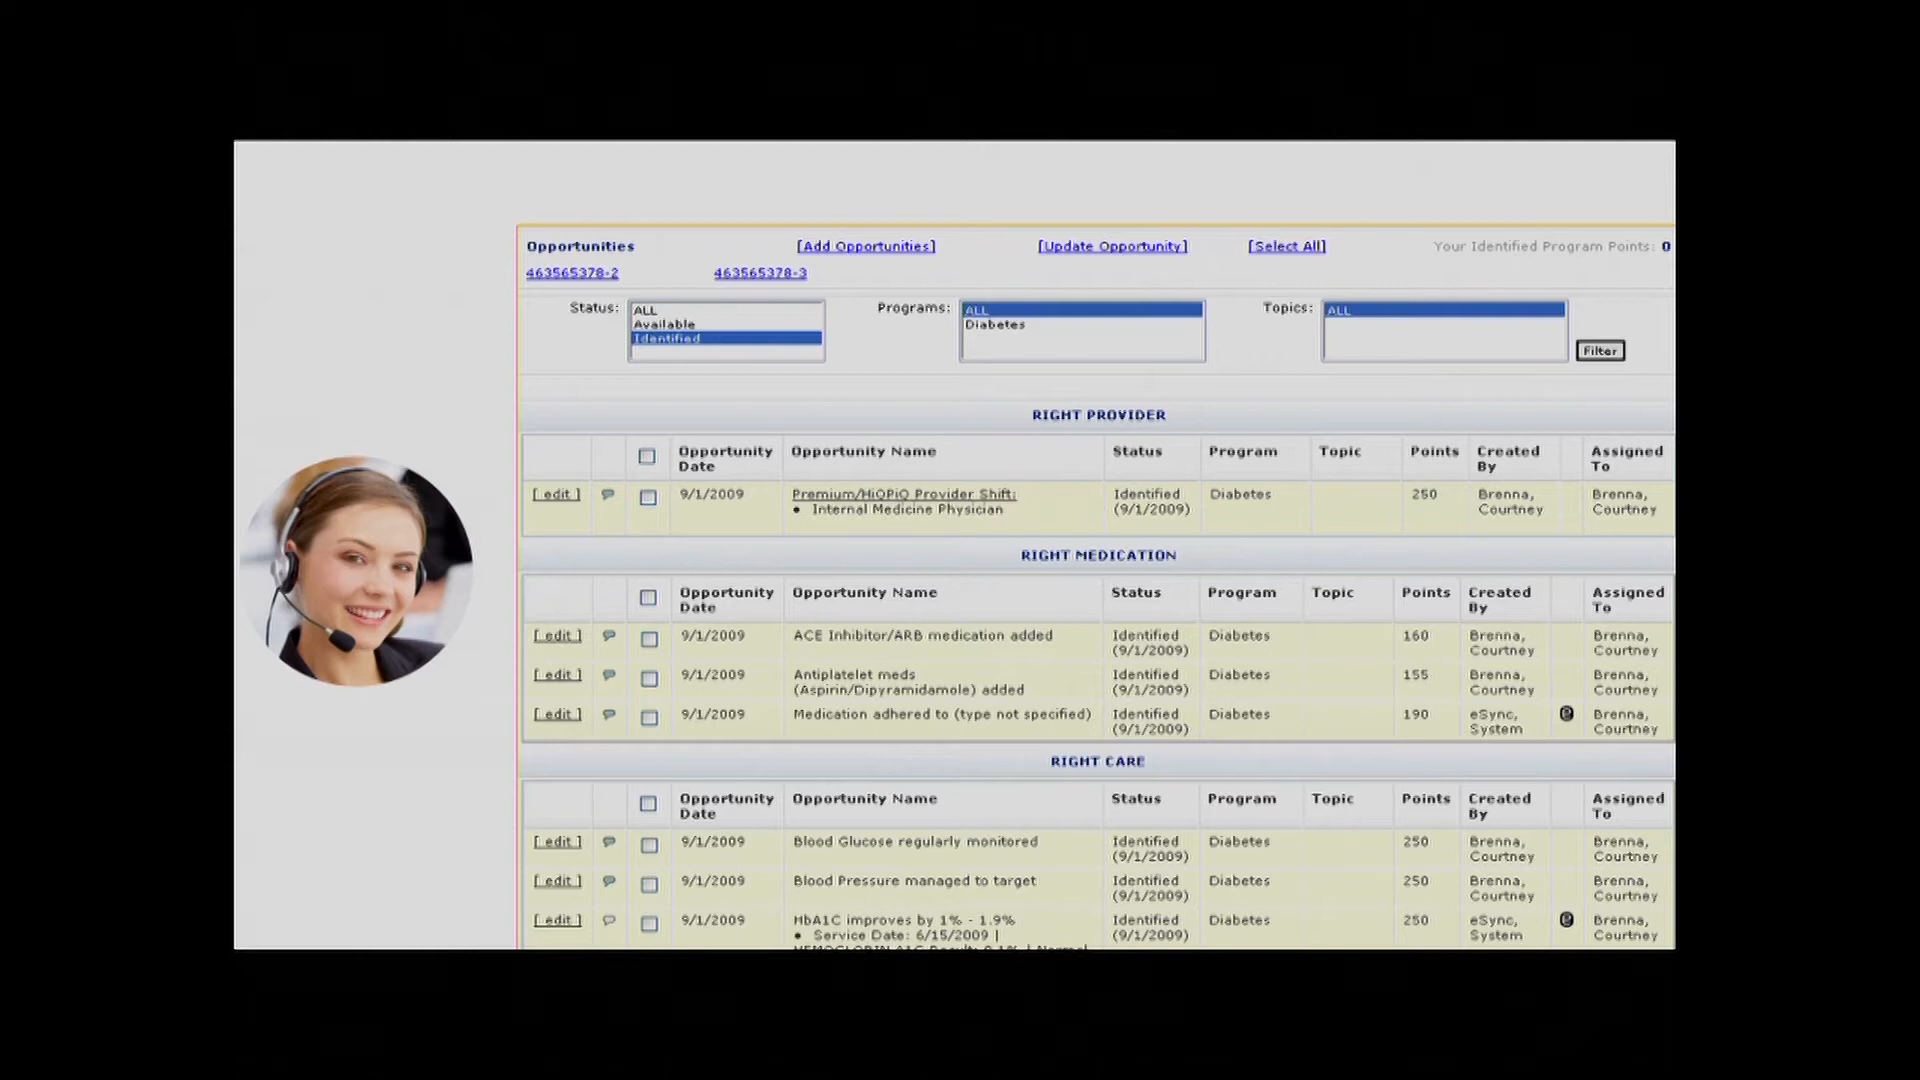 Opportunities [Add Opportunities] [Update Opportunity] [Select All] Your Identified Program Points: 0
463565378-2 463565378-3
Status: ALL Programs: ALL Topics: ALL
Available Diabetes
Identified
Filter
RIGHT PROVIDER
Opportunity Opportunity Name Status Program Topic Points Created Assigned
Date By To
[ edit ] 9/1/2009 Premium/HiQPiQ Provider Shift: Identified Diabetes 250 Brenna, Brenna,
• Internal Medicine Physician (9/1/2009) Courtney Courtney
RIGHT MEDICATION
Opportunity Opportunity Name Status Program Topic Points Created Assigned
Date By To
[ edit ] 9/1/2009 ACE Inhibitor/ARB medication added Identified Diabetes 160 Brenna, Brenna,
(9/1/2009) Courtney Courtney
[ edit ] 9/1/2009 Antiplatelet meds Identified Diabetes 155 Brenna, Brenna,
(Aspirin/Dipyramidamole) added (9/1/2009) Courtney Courtney
[ edit ] 9/1/2009 Medication adhered to (type not specified) Identified Diabetes 190 eSync, Brenna,
(9/1/2009) System Courtney
RIGHT CARE
Opportunity Opportunity Name Status Program Topic Points Created Assigned
Date By To
[ edit ] 9/1/2009 Blood Glucose regularly monitored Identified Diabetes 250 Brenna, Brenna,
(9/1/2009) Courtney Courtney
[ edit ] 9/1/2009 Blood Pressure managed to target Identified Diabetes 250 Brenna, Brenna,
(9/1/2009) Courtney Courtney
[ edit ] 9/1/2009 HbA1C improves by 1% - 1.9% Identified Diabetes 250 eSync, Brenna,
• Service Date: 6/15/2009 | (9/1/2009) System Courtney